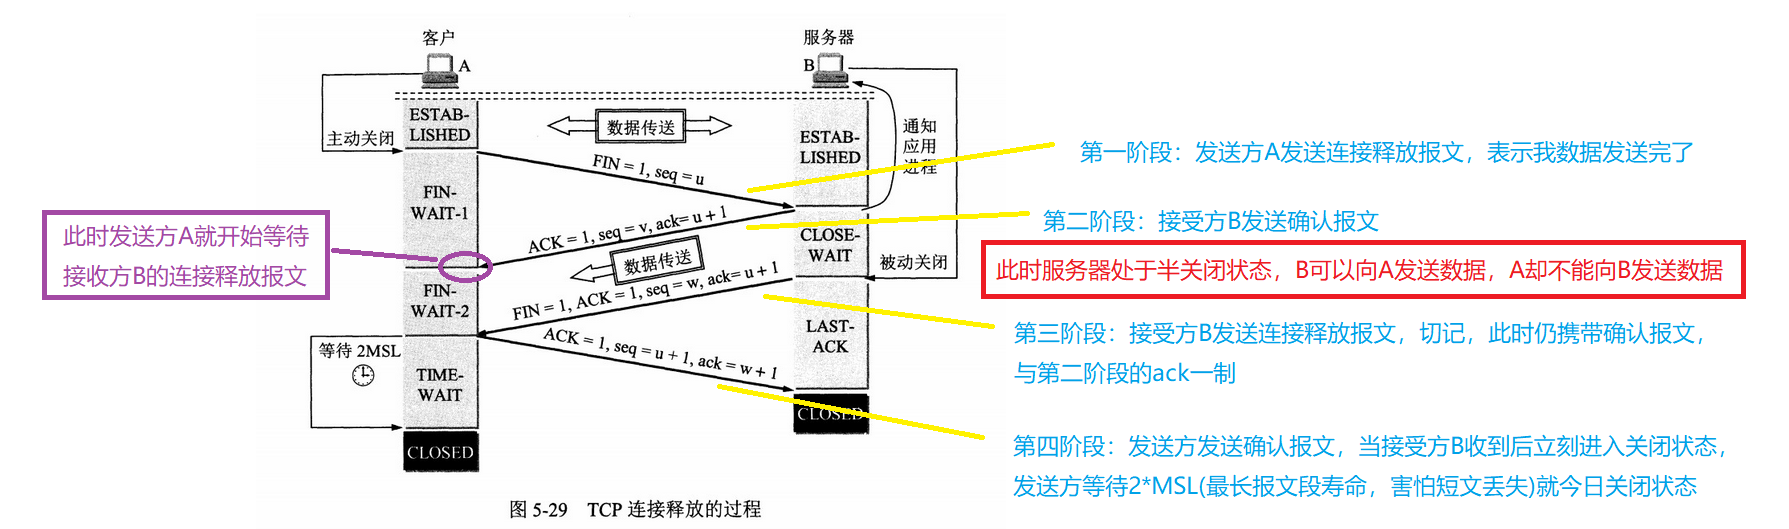 客户
服务器
A
B
ESTAB-
LISHED
数据传送
ESTAB-
LISHED
通知
应用
进程
主动关闭
FIN = 1, seq = u
第一阶段：发送方A发送连接释放报文，表示我数据发送完了
FIN-
WAIT-1
ACK = 1, seq = v, ack= u + 1
第二阶段：接受方B发送确认报文
此时发送方A就开始等待
接收方B的连接释放报文
CLOSE-
WAIT
数据传送
被动关闭
此时服务器处于半关闭状态，B可以向A发送数据，A却不能向B发送数据
FIN-
WAIT-2
FIN = 1, ACK = 1, seq = w, ack= u + 1
LAST-
ACK
第三阶段：接受方B发送连接释放报文，切记，此时仍携带确认报文，
与第二阶段的ack一制
等待 2MSL
ACK = 1, seq = u + 1, ack = w + 1
TIME-
WAIT
CLOSED
第四阶段：发送方发送确认报文，当接受方B收到后立刻进入关闭状态，
发送方等待2*MSL(最长报文段寿命，害怕短文丢失)就今日关闭状态
CLOSED
图 5-29 TCP 连接释放的过程